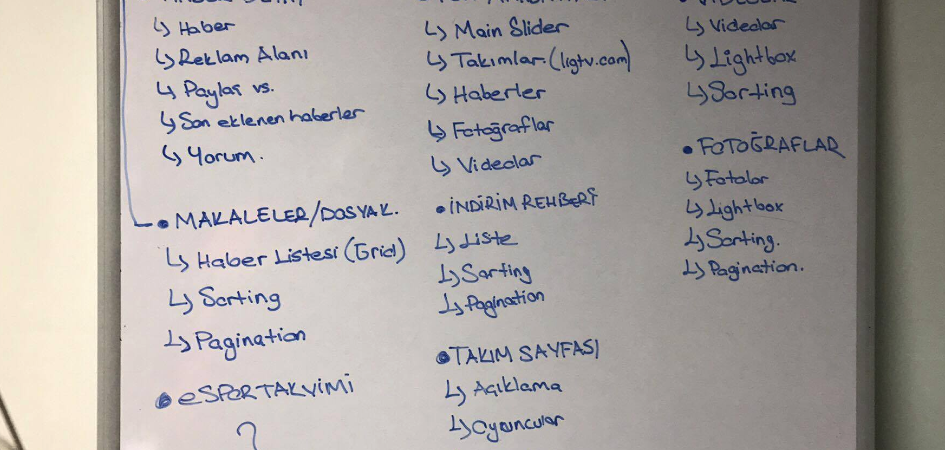 ↳ Haber
↳ Reklam Alanı
↳ Paylaş vs.
↳ Son eklenen haberler
↳ Yorum.
• MAKALELER/DOSYAK.
↳ Haber Listesi (Grid)
↳ Sorting
↳ Pagination
• eSPOR TAKVİMİ
?
↳ Main Slider
↳ Takımlar (ligtv.com)
↳ Haberler
↳ Fotoğraflar
↳ Videolar
• İNDİRİM REHBERİ
↳ Liste
↳ Sorting
↳ Pagination
• TAKIM SAYFASI
↳ Açıklama
↳ Oyuncular
↳ Videolar
↳ Lightbox
↳ Sorting
• FOTOĞRAFLAR
↳ Fotolar
↳ Lightbox
↳ Sorting.
↳ Pagination.